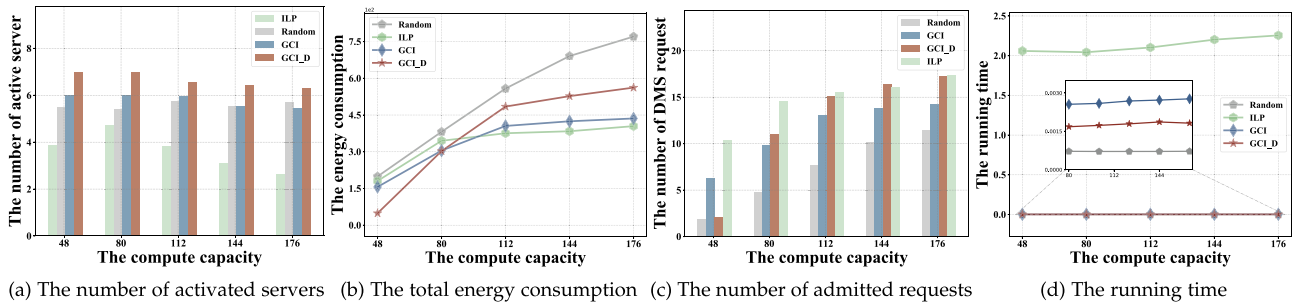 The number of active server
8
6
4
2
0
48
80
112
144
176
The compute capacity
ILP
Random
GCI
GCI_D
(a) The number of activated servers
The energy consumption
1e2
7.5
6.0
4.5
3.0
1.5
0.0
48
80
112
144
176
The compute capacity
Random
ILP
GCI
GCI_D
(b) The total energy consumption
The number of DMS request
20
15
10
5
0
48
80
112
144
176
The compute capacity
Random
GCI
GCI_D
ILP
(c) The number of admitted requests
The running time
2.5
2.0
1.5
1.0
0.5
0.0
48
80
112
144
176
The compute capacity
0.0030
0.0015
0.0000
80
112
144
Random
ILP
GCI
GCI_D
(d) The running time